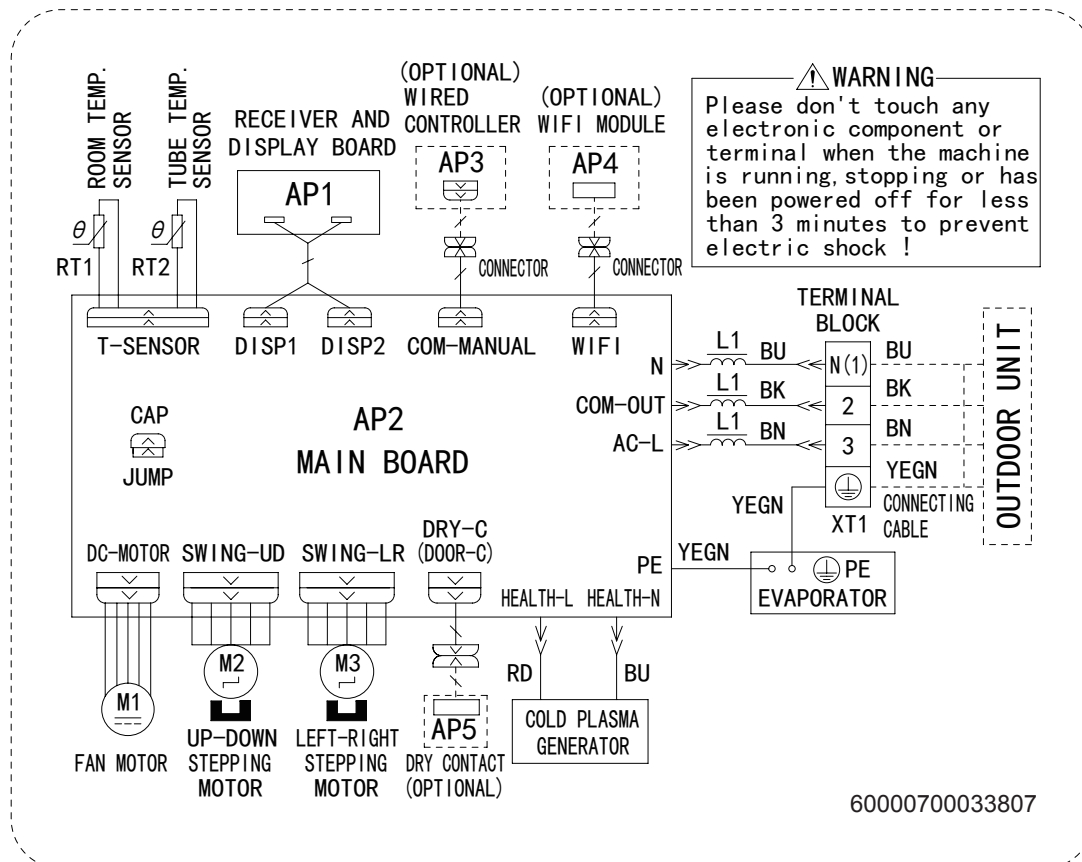 ROOM TEMP.
SENSOR
TUBE TEMP.
SENSOR
θ
RT1
θ
RT2
RECEIVER AND
DISPLAY BOARD
AP1
(OPTIONAL)
WIRED
CONTROLLER
AP3
CONNECTOR
(OPTIONAL)
WIFI MODULE
AP4
CONNECTOR
WARNING
Please don't touch any
electronic component or
terminal when the machine
is running,stopping or has
been powered off for less
than 3 minutes to prevent
electric shock !
T-SENSOR
DISP1
DISP2
COM-MANUAL
WIFI
TERMINAL
BLOCK
N
L1
BU
N(1)
BU
COM-OUT
L1
BK
2
BK
AC-L
L1
BN
3
BN
YEGN
YEGN
XT1
CONNECTING
CABLE
OUTDOOR UNIT
CAP
JUMP
AP2
MAIN BOARD
PE
YEGN
PE
EVAPORATOR
DC-MOTOR
SWING-UD
SWING-LR
DRY-C
(DOOR-C)
HEALTH-L
HEALTH-N
M1
FAN MOTOR
M2
UP-DOWN
STEPPING
MOTOR
M3
LEFT-RIGHT
STEPPING
MOTOR
AP5
DRY CONTACT
(OPTIONAL)
RD
BU
COLD PLASMA
GENERATOR
60000700033807